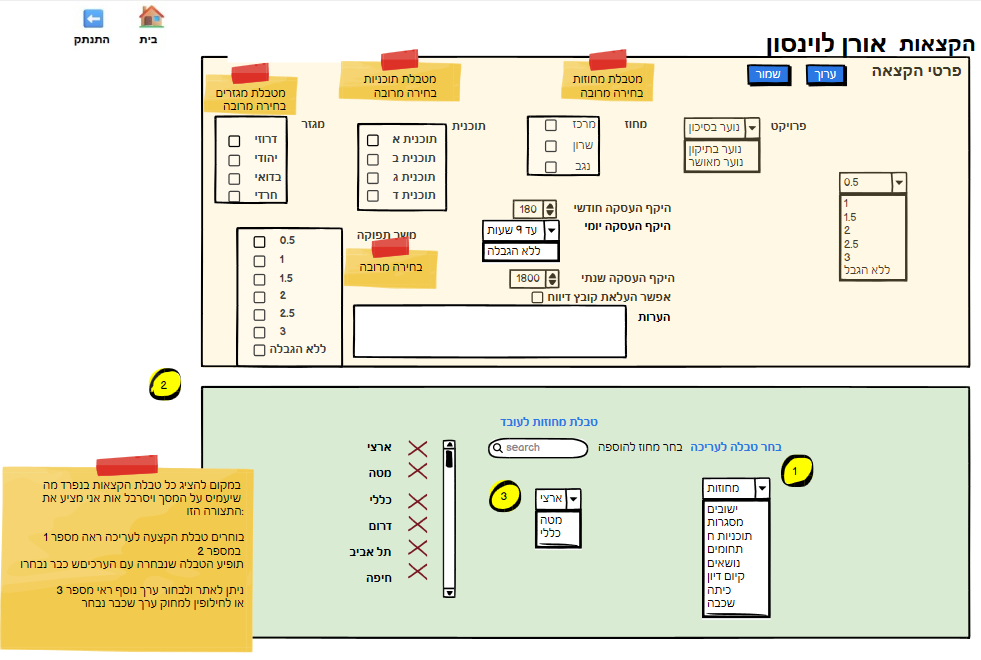 בית
התנתק
הקצאות אורן לוינסון
פרטי הקצאה
ערוך
שמור
מטבלת מחוזות
בחירה מרובה
מטבלת תוכניות
בחירה מרובה
מטבלת מגזרים
בחירה מרובה
פרויקט
נוער בסיכון
נוער בתיקון
נוער מאושר
מחוז
מרכז
שרון
נגב
תוכנית
תוכנית א
תוכנית ב
תוכנית ג
תוכנית ד
מגזר
דרוזי
יהודי
בדואי
חרדי
0.5
1
1.5
2
2.5
3
ללא הגבל
היקף העסקה חודשי
180
היקף העסקה יומי
עד 9 שעות
ללא הגבלה
היקף העסקה שנתי
1800
אפשר העלאת קובץ דיווח
הערות
משך תפוקה
בחירה מרובה
0.5
1
1.5
2
2.5
3
ללא הגבלה
2
טבלת מחוזות לעובד
בחר טבלה לעריכה
בחר מחוז להוספה
search
1
מחוזות
ישובים
מסגרות
תוכניות ח
תחומים
נושאים
קיום דיון
כיתה
שכבה
3
ארצי
מטה
כללי
ארצי
מטה
כללי
דרום
תל אביב
חיפה
במקום להציג כל טבלת הקצאות בנפרד מה
שיעמיס על המסך ויסרבל אות אני מציע את
התצורה הזו:
בוחרים טבלת הקצעה לעריכה ראה מספר 1
במספר 2
תופיע הטבלה שנבחרה עם הערכיםש כבר נבחרו
ניתן לאתר ולבחור ערך נוסף ראי מספר 3
או לחילופין למחוק ערך שכבר נבחר